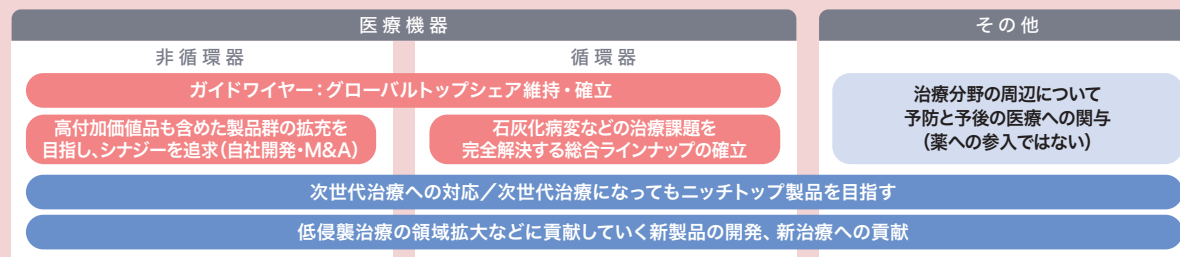 医療機器
その他
非循環器
循環器
ガイドワイヤー：グローバルトップシェア維持・確立
高付加価値品も含めた製品群の拡充を
目指し、シナジーを追求（自社開発・M&A）
石灰化病変などの治療課題を
完全解決する総合ラインナップの確立
治療分野の周辺について
予防と予後の医療への関与
（薬への参入ではない）
次世代治療への対応／次世代治療になってもニッチトップ製品を目指す
低侵襲治療の領域拡大などに貢献していく新製品の開発、新治療への貢献